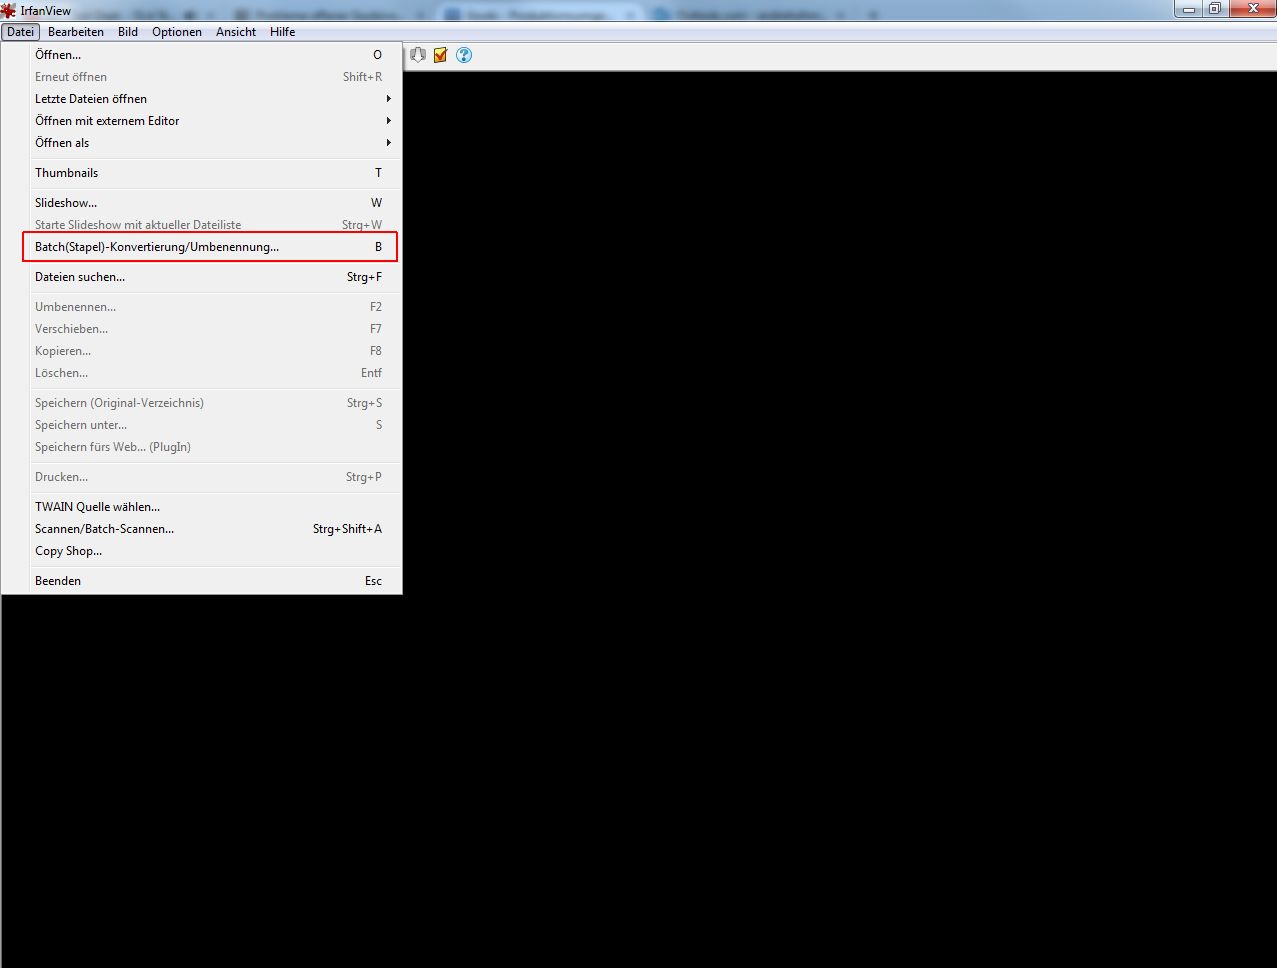 IrfanView
Datei Bearbeiten Bild Optionen Ansicht Hilfe
Öffnen... O
Erneut öffnen Shift+R
Letzte Dateien öffnen
Öffnen mit externem Editor
Öffnen als
Thumbnails T
Slideshow... W
Starte Slideshow mit aktueller Dateiliste Strg+W
Batch(Stapel)-Konvertierung/Umbenennung... B
Dateien suchen... Strg+F
Umbenennen... F2
Verschieben... F7
Kopieren... F8
Löschen... Entf
Speichern (Original-Verzeichnis) Strg+S
Speichern unter... S
Speichern fürs Web... (PlugIn)
Drucken... Strg+P
TWAIN Quelle wählen...
Scannen/Batch-Scannen... Strg+Shift+A
Copy Shop...
Beenden Esc